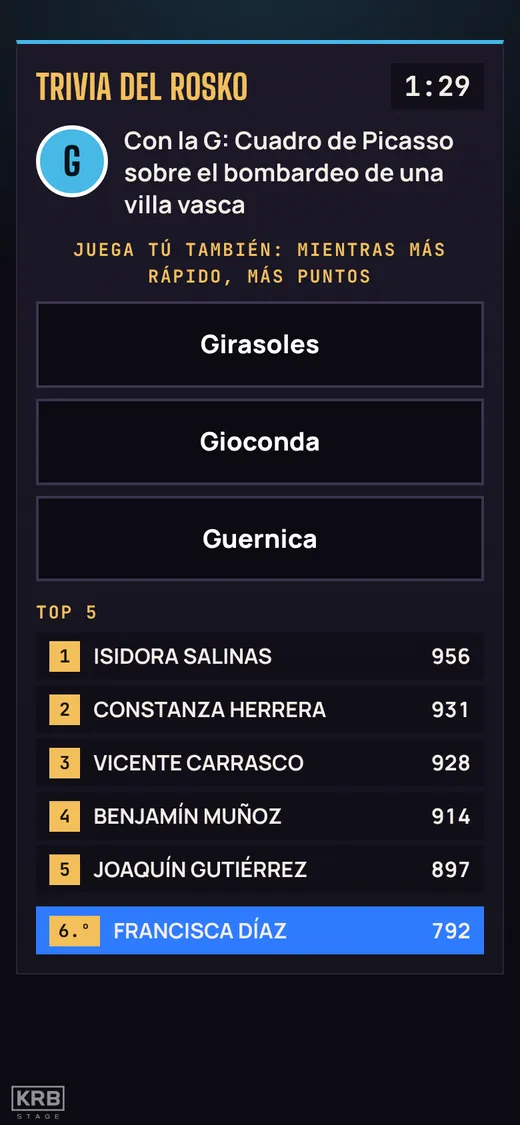 TRIVIA DEL ROSKO
1:29
G
Con la G: Cuadro de Picasso
sobre el bombardeo de una
villa vasca
JUEGA TÚ TAMBIÉN: MIENTRAS MÁS
RÁPIDO, MÁS PUNTOS
Girasoles
Gioconda
Guernica
TOP 5
1 ISIDORA SALINAS 956
2 CONSTANZA HERRERA 931
3 VICENTE CARRASCO 928
4 BENJAMÍN MUÑOZ 914
5 JOAQUÍN GUTIÉRREZ 897
6.º FRANCISCA DÍAZ 792
KRB
STAGE